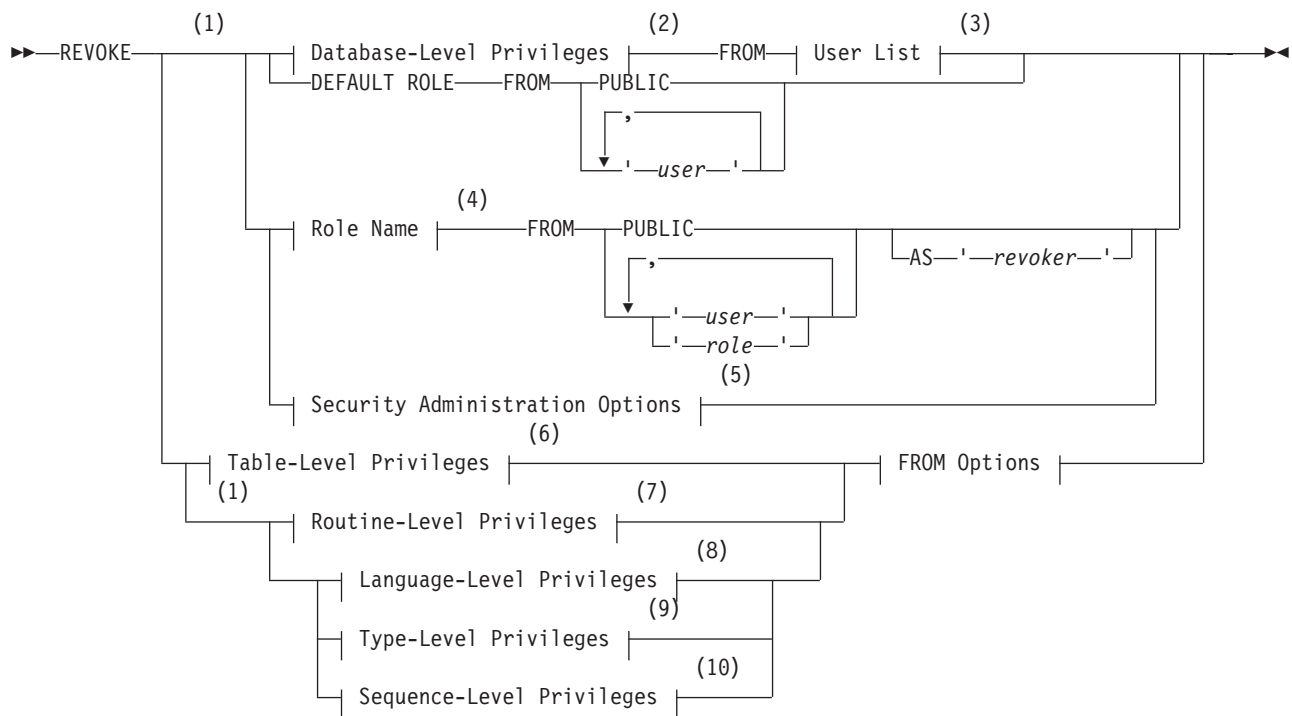 (1) (2) (3)
REVOKE Database-Level Privileges FROM User List
DEFAULT ROLE FROM PUBLIC
,
' user '
(4)
Role Name FROM PUBLIC
, AS ' revoker '
' user '
' role '
(5)
Security Administration Options
(6)
Table-Level Privileges FROM Options
(1) (7)
Routine-Level Privileges
(8)
Language-Level Privileges
(9)
Type-Level Privileges
(10)
Sequence-Level Privileges